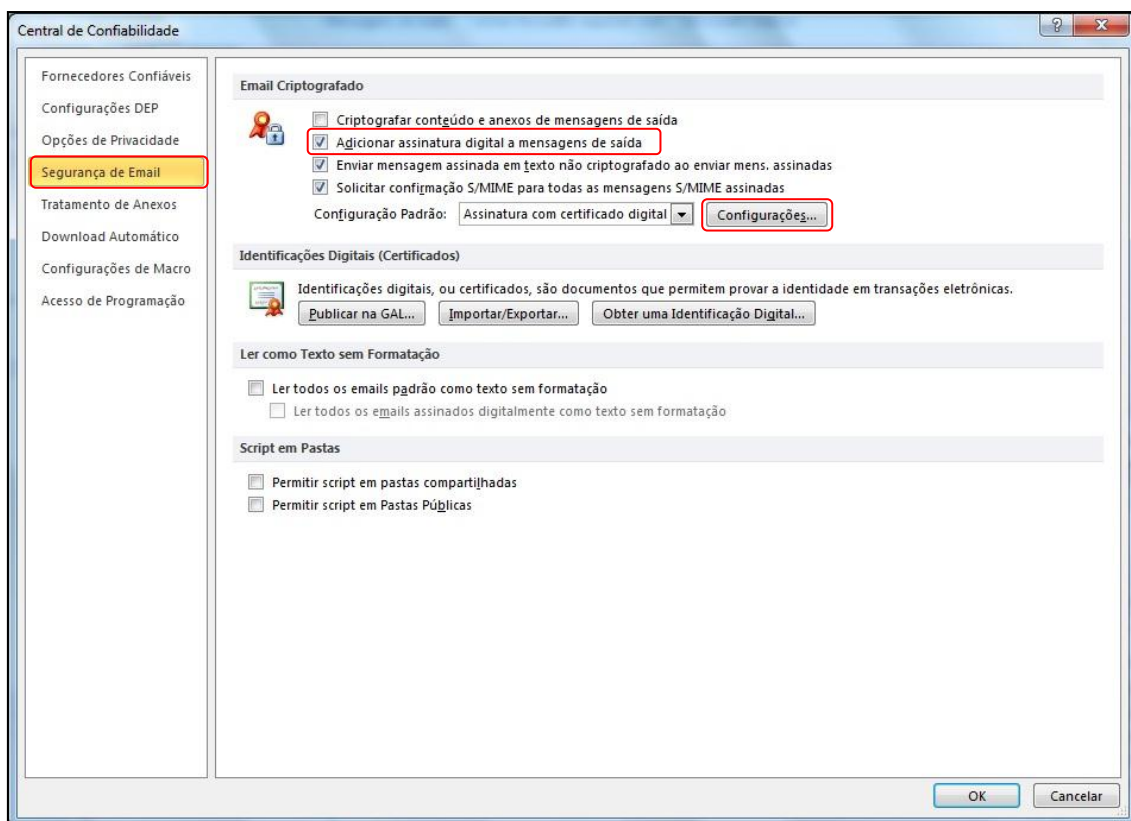 Central de Confiabilidade
Fornecedores Confiáveis
Configurações DEP
Opções de Privacidade
Segurança de Email
Tratamento de Anexos
Download Automático
Configurações de Macro
Acesso de Programação
Email Criptografado
Criptografar conteúdo e anexos de mensagens de saída
Adicionar assinatura digital a mensagens de saída
Enviar mensagem assinada em texto não criptografado ao enviar mens. assinadas
Solicitar confirmação S/MIME para todas as mensagens S/MIME assinadas
Configuração Padrão: Assinatura com certificado digital Configurações...
Identificações Digitais (Certificados)
Identificações digitais, ou certificados, são documentos que permitem provar a identidade em transações eletrônicas.
Publicar na GAL... Importar/Exportar... Obter uma Identificação Digital...
Ler como Texto sem Formatação
Ler todos os emails padrão como texto sem formatação
Ler todos os emails assinados digitalmente como texto sem formatação
Script em Pastas
Permitir script em pastas compartilhadas
Permitir script em Pastas Públicas
OK Cancelar